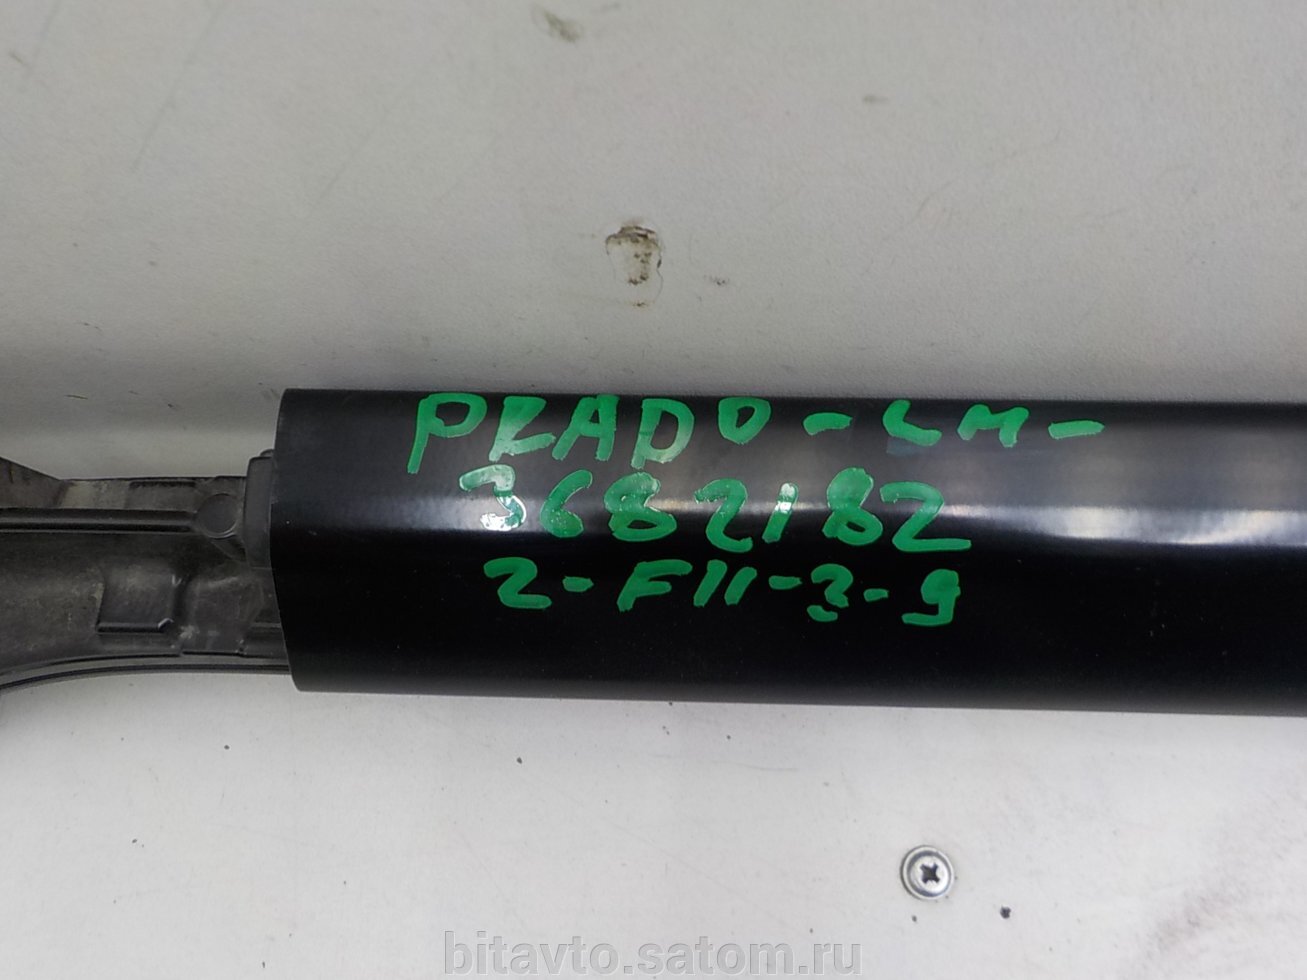 PRADO-LM-
3682182
2-F11-3-9
bitavto.satom.ru